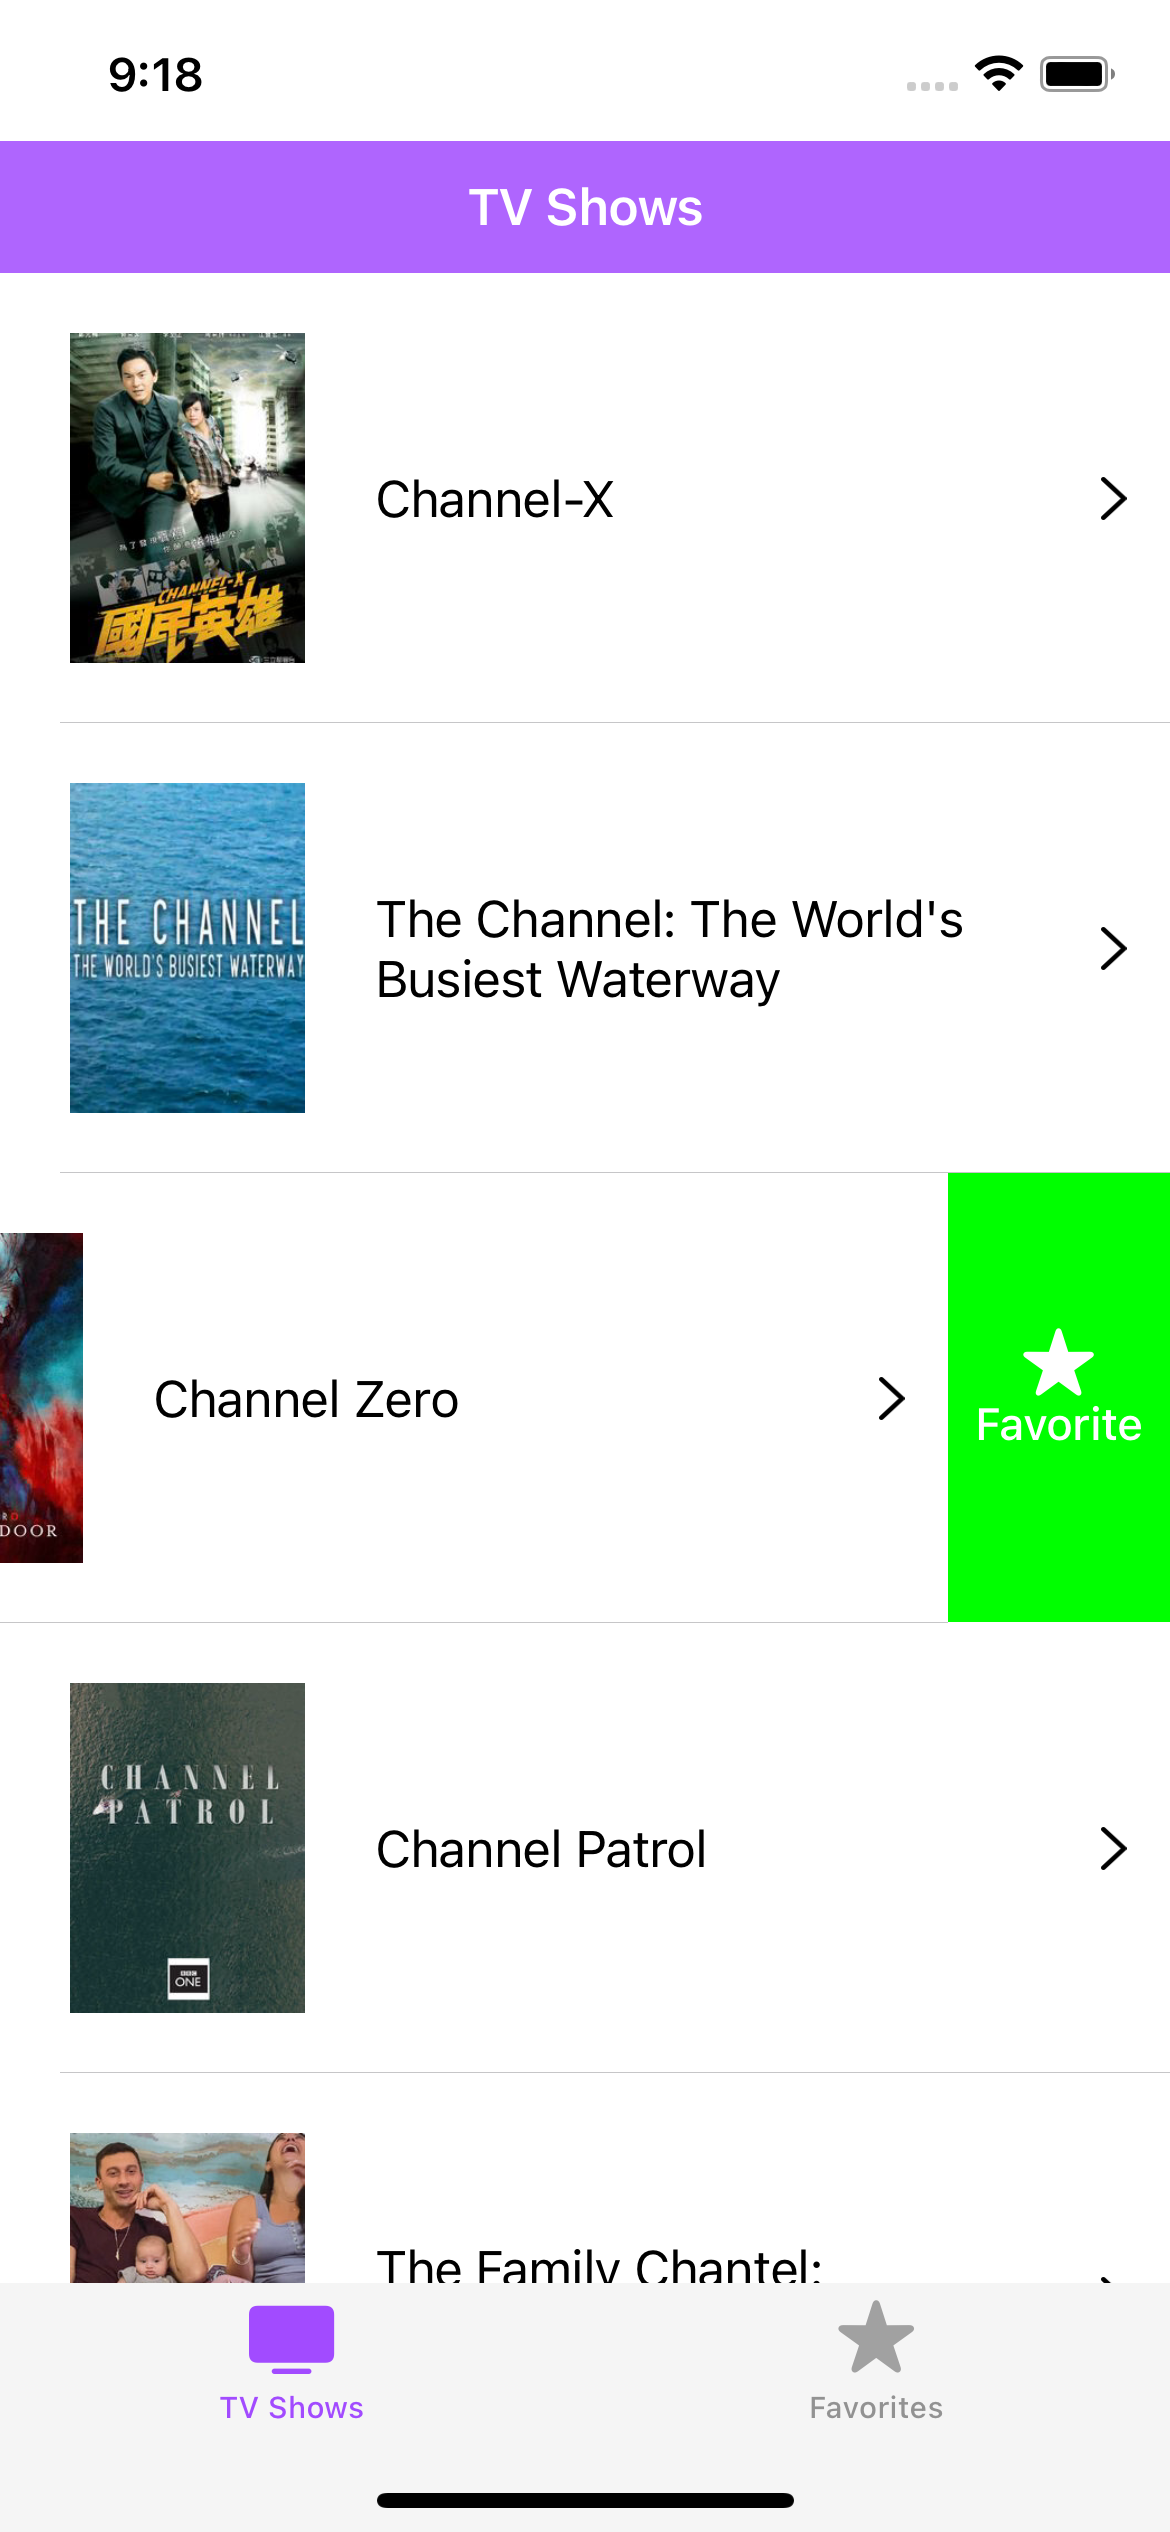 9:18
TV Shows
Channel-X
CHANNEL-X
國民英雄
THE CHANNEL
THE WORLD'S BUSIEST WATERWAY
The Channel: The World's
Busiest Waterway
DOOR
Channel Zero
Favorite
CHANNEL
PATROL
BBC
ONE
Channel Patrol
The Family Chantel:
TV Shows
Favorites